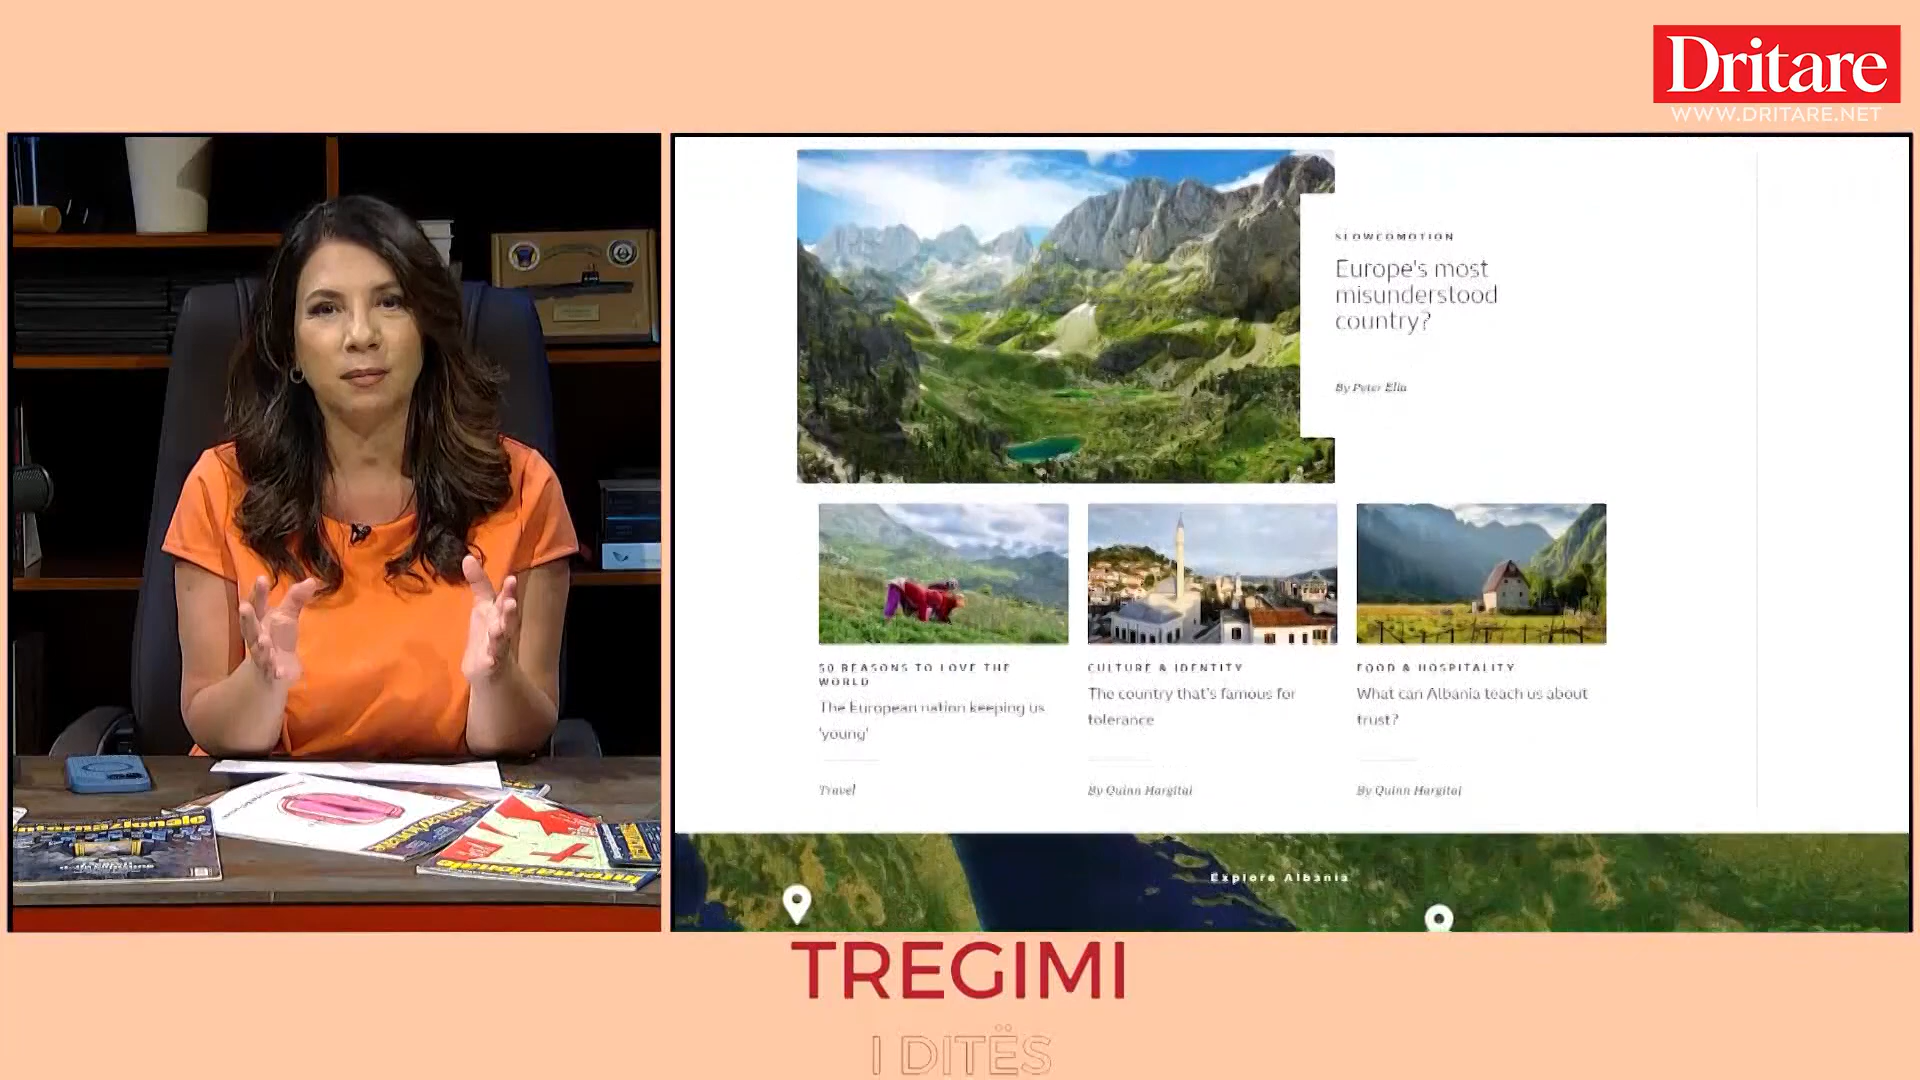 Dritare
WWW.DRITARE.NET
SLOWCOMOTION
Europe's most
misunderstood
country?
By Peter Elia
50 REASONS TO LOVE THE
WORLD
The European nation keeping us
'young'
Travel
CULTURE & IDENTITY
The country that's famous for
tolerance
By Quinn Hargitai
FOOD & HOSPITALITY
What can Albania teach us about
trust?
By Quinn Hargitai
Explore Albania
Internazionale
Internazionale
TREGIMI
I DITËS